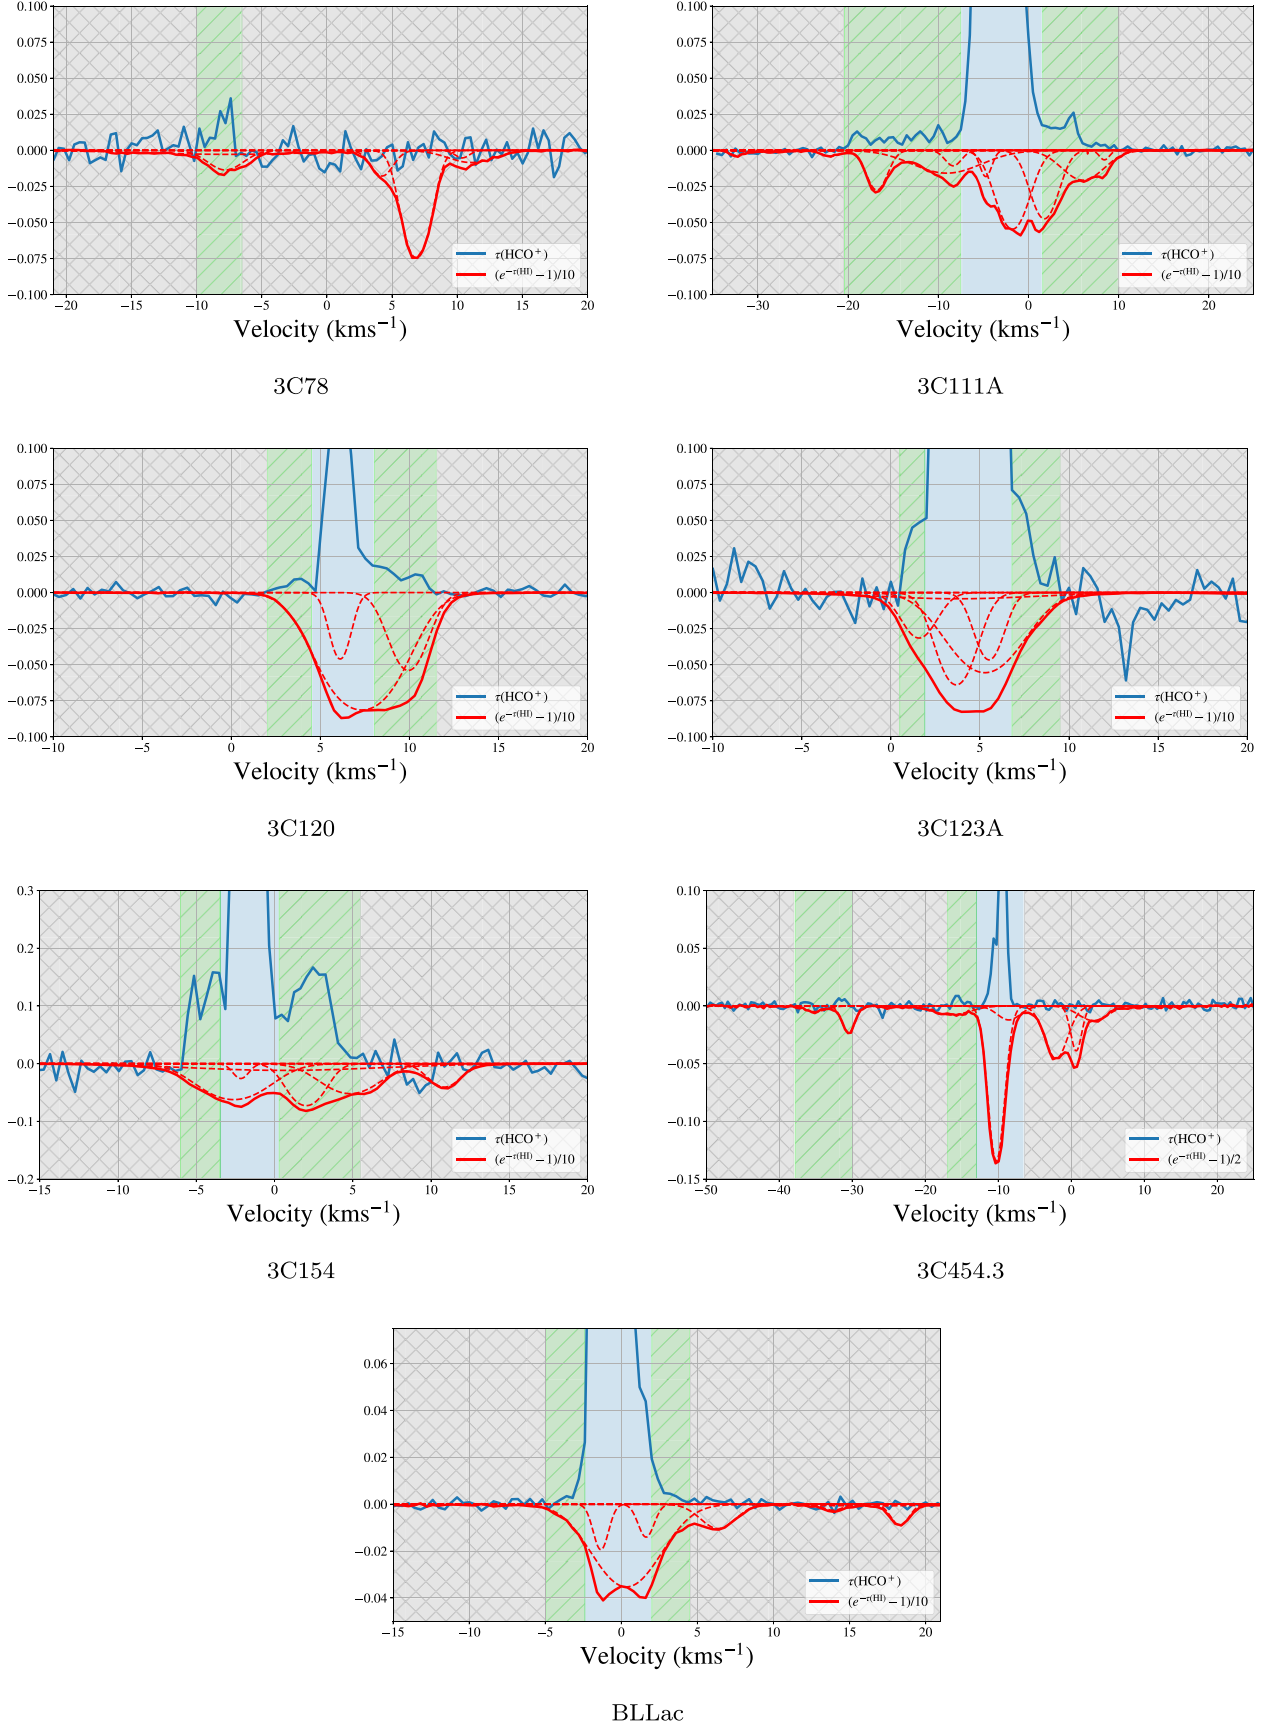 0.100
0.075
0.050
0.025
0.000
−0.025
−0.050
−0.075
−0.100
τ(HCO⁺)
(e^−τ(HI) − 1)/10
−20 −15 −10 −5 0 5 10 15 20
Velocity (kms⁻¹)
3C78
0.100
0.075
0.050
0.025
0.000
−0.025
−0.050
−0.075
−0.100
τ(HCO⁺)
(e^−τ(HI) − 1)/10
−30 −20 −10 0 10 20
Velocity (kms⁻¹)
3C111A
0.100
0.075
0.050
0.025
0.000
−0.025
−0.050
−0.075
−0.100
τ(HCO⁺)
(e^−τ(HI) − 1)/10
−10 −5 0 5 10 15 20
Velocity (kms⁻¹)
3C120
0.100
0.075
0.050
0.025
0.000
−0.025
−0.050
−0.075
−0.100
τ(HCO⁺)
(e^−τ(HI) − 1)/10
−10 −5 0 5 10 15 20
Velocity (kms⁻¹)
3C123A
0.3
0.2
0.1
0.0
−0.1
−0.2
τ(HCO⁺)
(e^−τ(HI) − 1)/10
−15 −10 −5 0 5 10 15 20
Velocity (kms⁻¹)
3C154
0.10
0.05
0.00
−0.05
−0.10
−0.15
τ(HCO⁺)
(e^−τ(HI) − 1)/2
−50 −40 −30 −20 −10 0 10 20
Velocity (kms⁻¹)
3C454.3
0.06
0.04
0.02
0.00
−0.02
−0.04
τ(HCO⁺)
(e^−τ(HI) − 1)/10
−15 −10 −5 0 5 10 15 20
Velocity (kms⁻¹)
BLLac